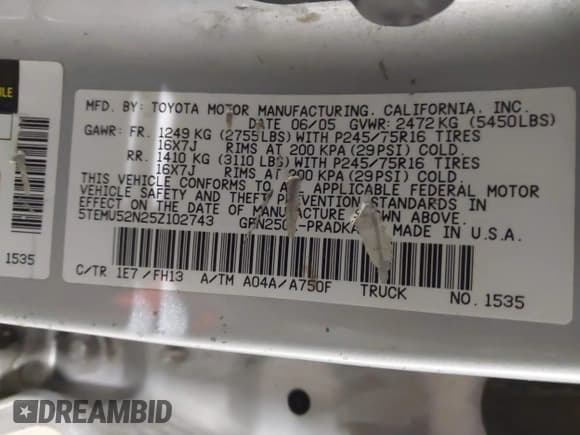 MFD. BY: TOYOTA MOTOR MANUFACTURING, CALIFORNIA, INC.
DATE 06/05 GVWR: 2472 KG (5450LBS)
GAWR: FR. 1249 KG (2755LBS) WITH P245/75R16 TIRES
16X7J RIMS AT 200 KPA (29PSI) COLD.
RR. 1410 KG (3110 LBS) WITH P245/75R16 TIRES
16X7J RIMS AT 200 KPA (29 PSI) COLD.
THIS VEHICLE CONFORMS TO ALL APPLICABLE FEDERAL MOTOR
VEHICLE SAFETY AND THEFT PREVENTION STANDARDS IN
EFFECT ON THE DATE OF MANUFACTURE SHOWN ABOVE.
5TEMU52N25Z102743 MADE IN U.S.A.
C/TR 1E7/FH13 A/TM A04A/A750F TRUCK NO. 1535
1535
DREAMBID